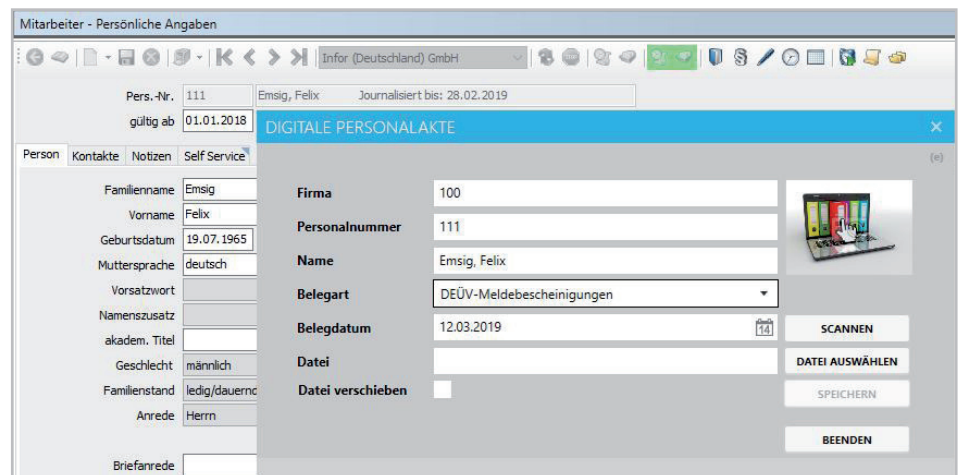 Mitarbeiter - Persönliche Angaben
Infor (Deutschland) GmbH
Pers.-Nr. 111 Emsig, Felix Journalisiert bis: 28.02.2019
gültig ab 01.01.2018
Person Kontakte Notizen Self Service
Familienname Emsig
Vorname Felix
Geburtsdatum 19.07.1965
Muttersprache deutsch
Vorsatzwort
Namenszusatz
akadem. Titel
Geschlecht männlich
Familienstand ledig/dauernd
Anrede Herrn
Briefanrede
DIGITALE PERSONALAKTE
(e)
Firma 100
Personalnummer 111
Name Emsig, Felix
Belegart DEÜV-Meldebescheinigungen
Belegdatum 12.03.2019 14
Datei
Datei verschieben
SCANNEN
DATEI AUSWÄHLEN
SPEICHERN
BEENDEN